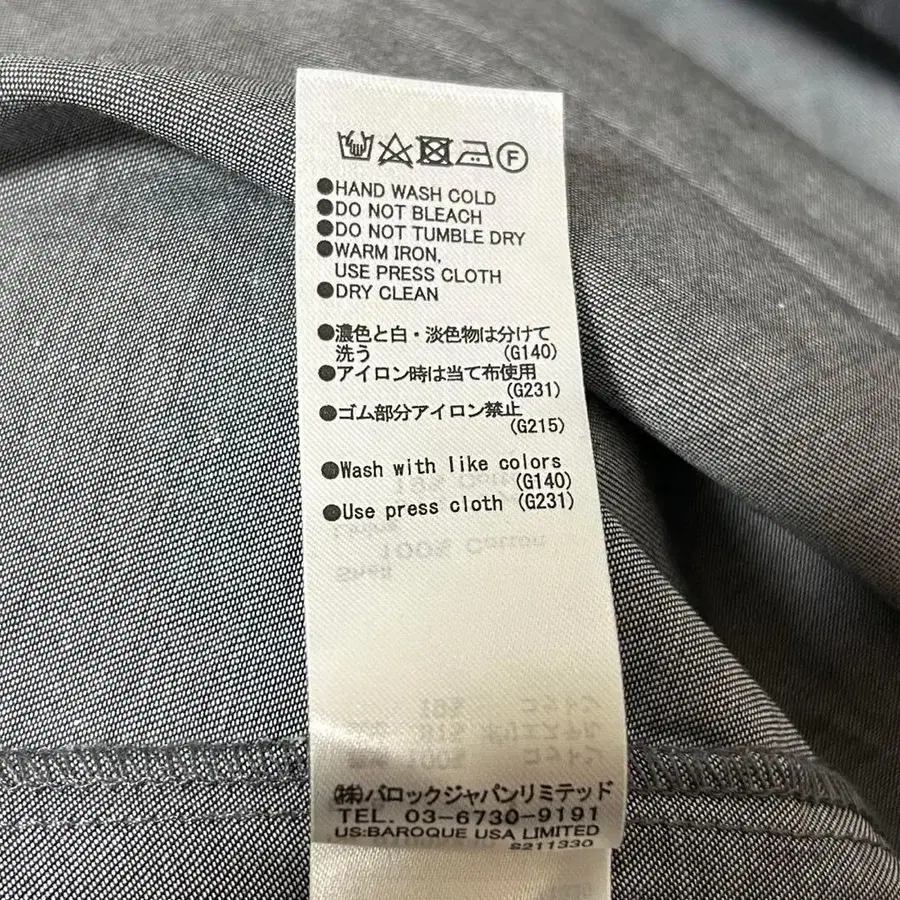 F
●HAND WASH COLD
●DO NOT BLEACH
●DO NOT TUMBLE DRY
●WARM IRON,
USE PRESS CLOTH
●DRY CLEAN
●濃色と白・淡色物は分けて
洗う (G140)
●アイロン時は当て布使用
(G231)
●ゴム部分アイロン禁止
(G215)
●Wash with like colors
(G140)
●Use press cloth (G231)
100% Cotton
Shell
(株)バロックジャパンリミテッド
TEL. 03-6730-9191
US:BAROQUE USA LIMITED
S211330